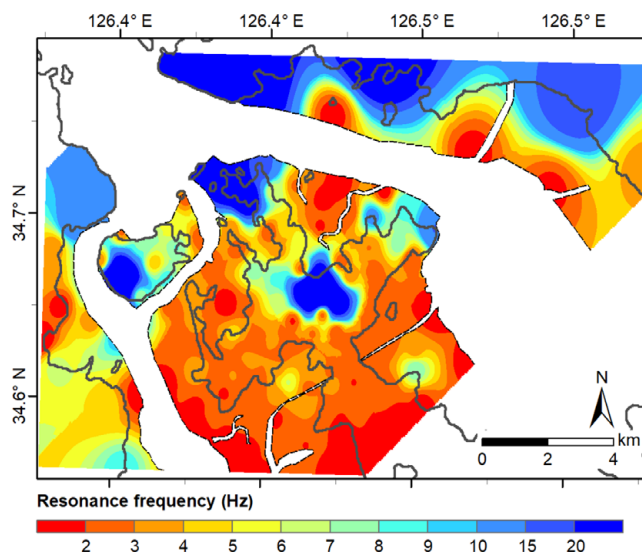 126.4° E 126.4° E 126.5° E 126.5° E
34.7° N
34.6° N
N
km
0 2 4
Resonance frequency (Hz)
2 3 4 5 6 7 8 9 10 15 20